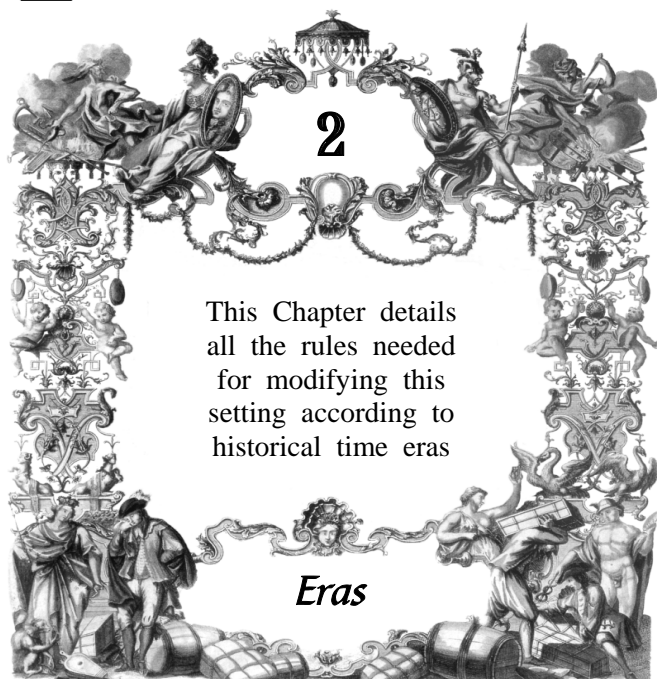 2
This Chapter details
all the rules needed
for modifying this
setting according to
historical time eras
Eras